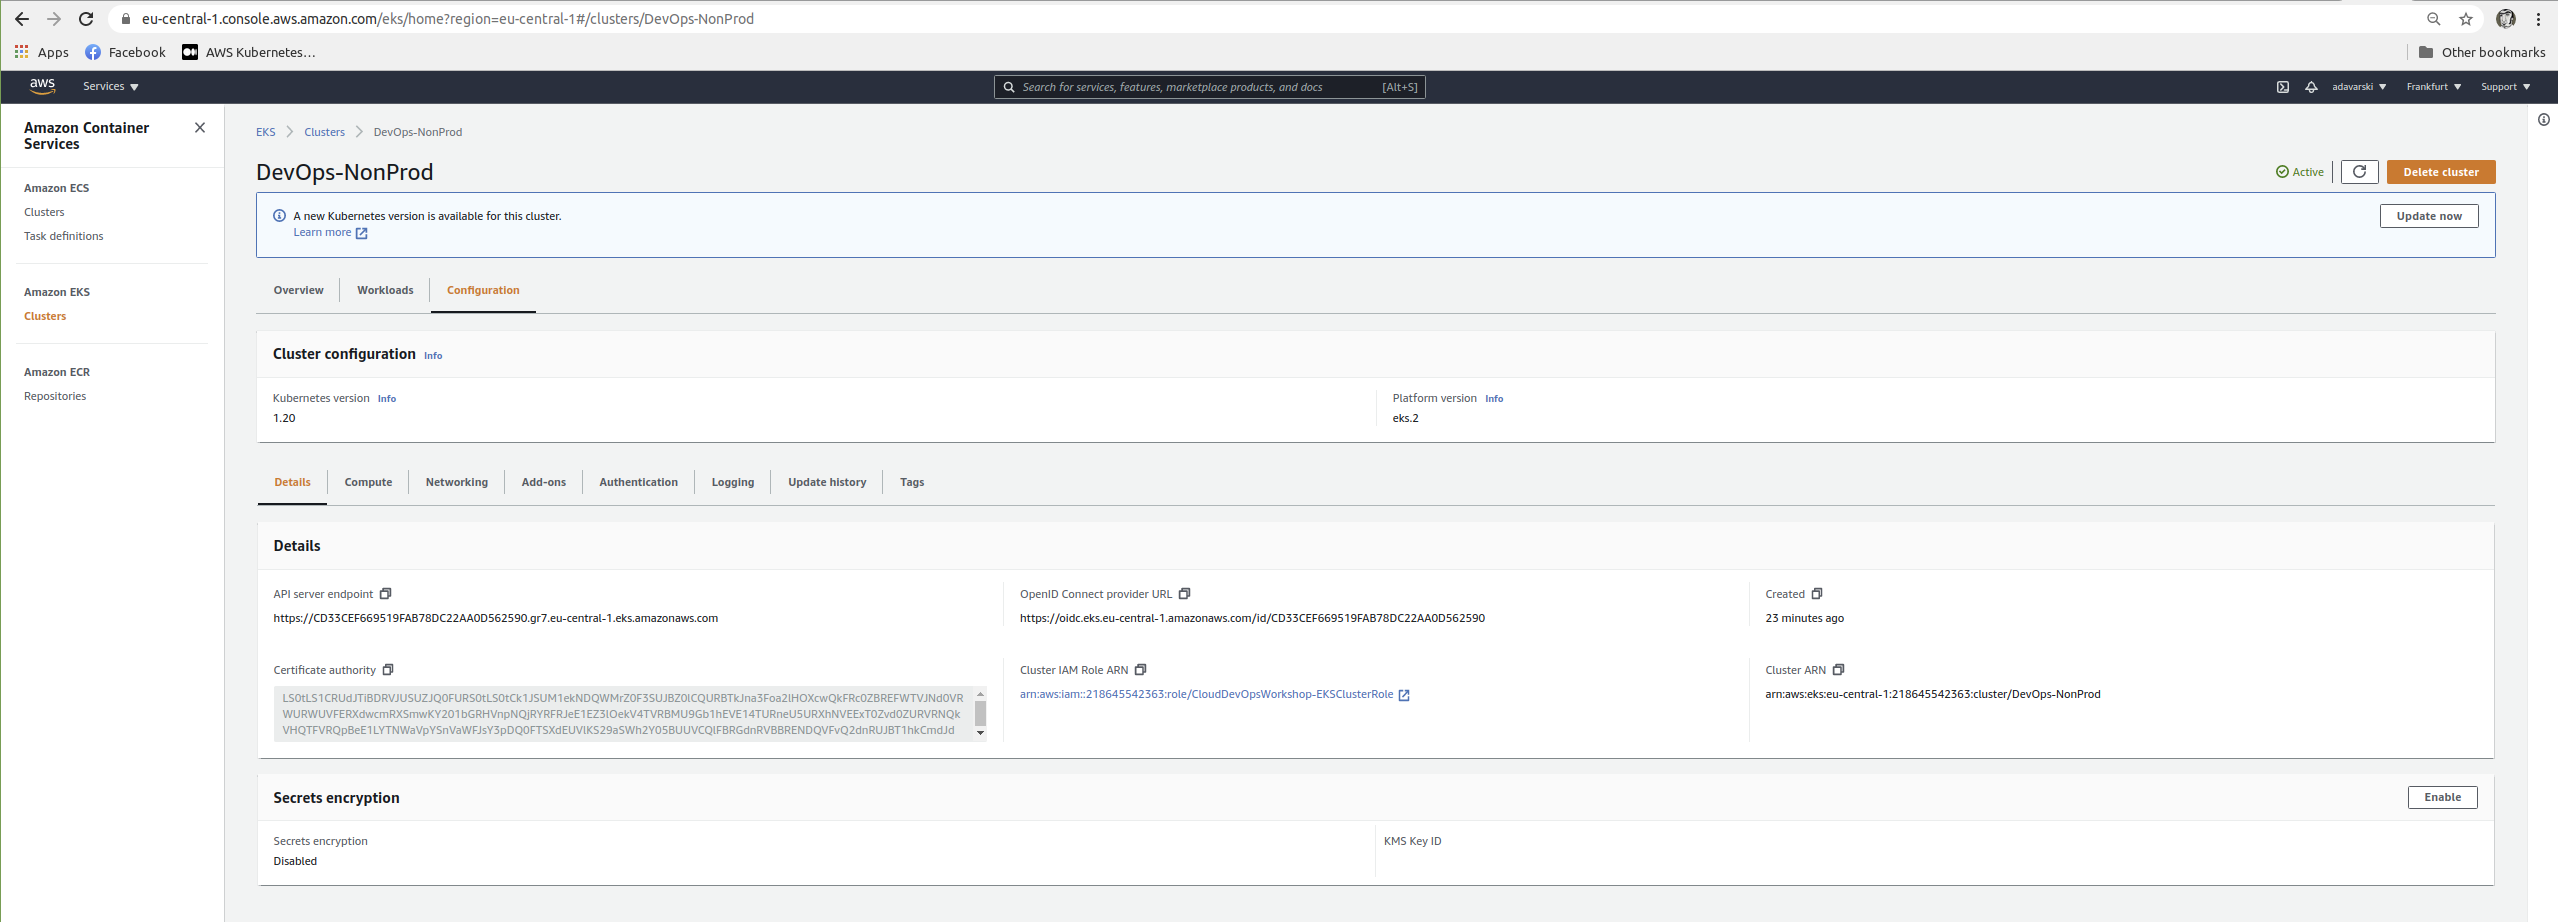 eu-central-1.console.aws.amazon.com/eks/home?region=eu-central-1#/clusters/DevOps-NonProd
Apps Facebook AWS Kubernetes... Other bookmarks
aws Services Search for services, features, marketplace products, and docs [Alt+S] adavarski Frankfurt Support
Amazon Container
Services
Amazon ECS
Clusters
Task definitions
Amazon EKS
Clusters
Amazon ECR
Repositories
EKS Clusters DevOps-NonProd
DevOps-NonProd Active Delete cluster
A new Kubernetes version is available for this cluster. Update now
Learn more
Overview Workloads Configuration
Cluster configuration Info
Kubernetes version Info Platform version Info
1.20 eks.2
Details Compute Networking Add-ons Authentication Logging Update history Tags
Details
API server endpoint OpenID Connect provider URL Created
https://CD33CEF669519FAB78DC22AA0D562590.gr7.eu-central-1.eks.amazonaws.com https://oidc.eks.eu-central-1.amazonaws.com/id/CD33CEF669519FAB78DC22AA0D562590 23 minutes ago
Certificate authority Cluster IAM Role ARN Cluster ARN
arn:aws:iam::218645542363:role/CloudDevOpsWorkshop-EKSClusterRole arn:aws:eks:eu-central-1:218645542363:cluster/DevOps-NonProd
Secrets encryption Enable
Secrets encryption KMS Key ID
Disabled